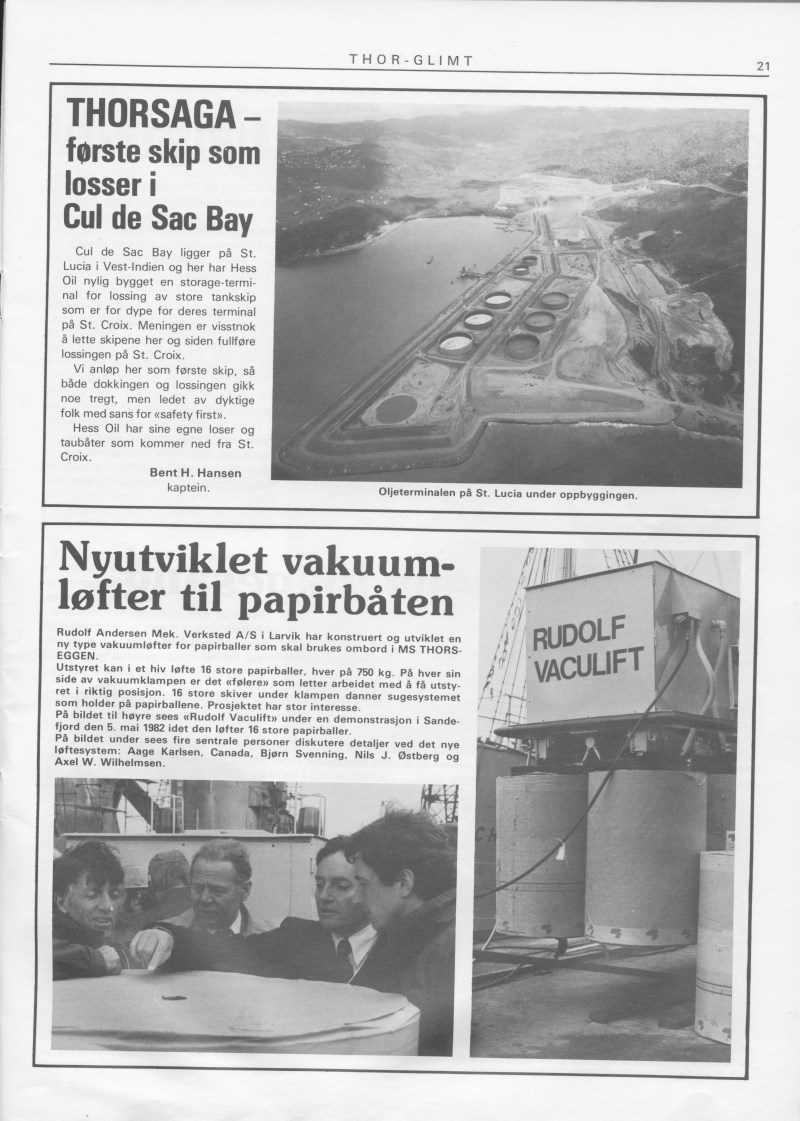 THOR-GLIMT
21
THORSAGA –
første skip som
losser i
Cul de Sac Bay
Cul de Sac Bay ligger på St.
Lucia i Vest-Indien og her har Hess
Oil nylig bygget en storage-termi-
nal for lossing av store tankskip
som er for dype for deres terminal
på St. Croix. Meningen er visstnok
å lette skipene her og siden fullføre
lossingen på St. Croix.
Vi anløp her som første skip, så
både dokkingen og lossingen gikk
noe tregt, men ledet av dyktige
folk med sans for «safety first».
Hess Oil har sine egne loser og
taubåter som kommer ned fra St.
Croix.
Bent H. Hansen
kaptein.
Oljeterminalen på St. Lucia under oppbyggingen.
Nyutviklet vakuum-
løfter til papirbåten
Rudolf Andersen Mek. Verksted A/S i Larvik har konstruert og utviklet en
ny type vakuumløfter for papirballer som skal brukes ombord i MS THORS-
EGGEN.
Utstyret kan i et hiv løfte 16 store papirballer, hver på 750 kg. På hver sin
side av vakuumklampen er det «følere» som letter arbeidet med å få utsty-
ret i riktig posisjon. 16 store skiver under klampen danner sugesystemet
som holder på papirballene. Prosjektet har stor interesse.
På bildet til høyre sees «Rudolf Vaculift» under en demonstrasjon i Sande-
fjord den 5. mai 1982 idet den løfter 16 store papirballer.
På bildet under sees fire sentrale personer diskutere detaljer ved det nye
løftesystem: Aage Karlsen, Canada, Bjørn Svenning, Nils J. Østberg og
Axel W. Wilhelmsen.
RUDOLF
VACULIFT